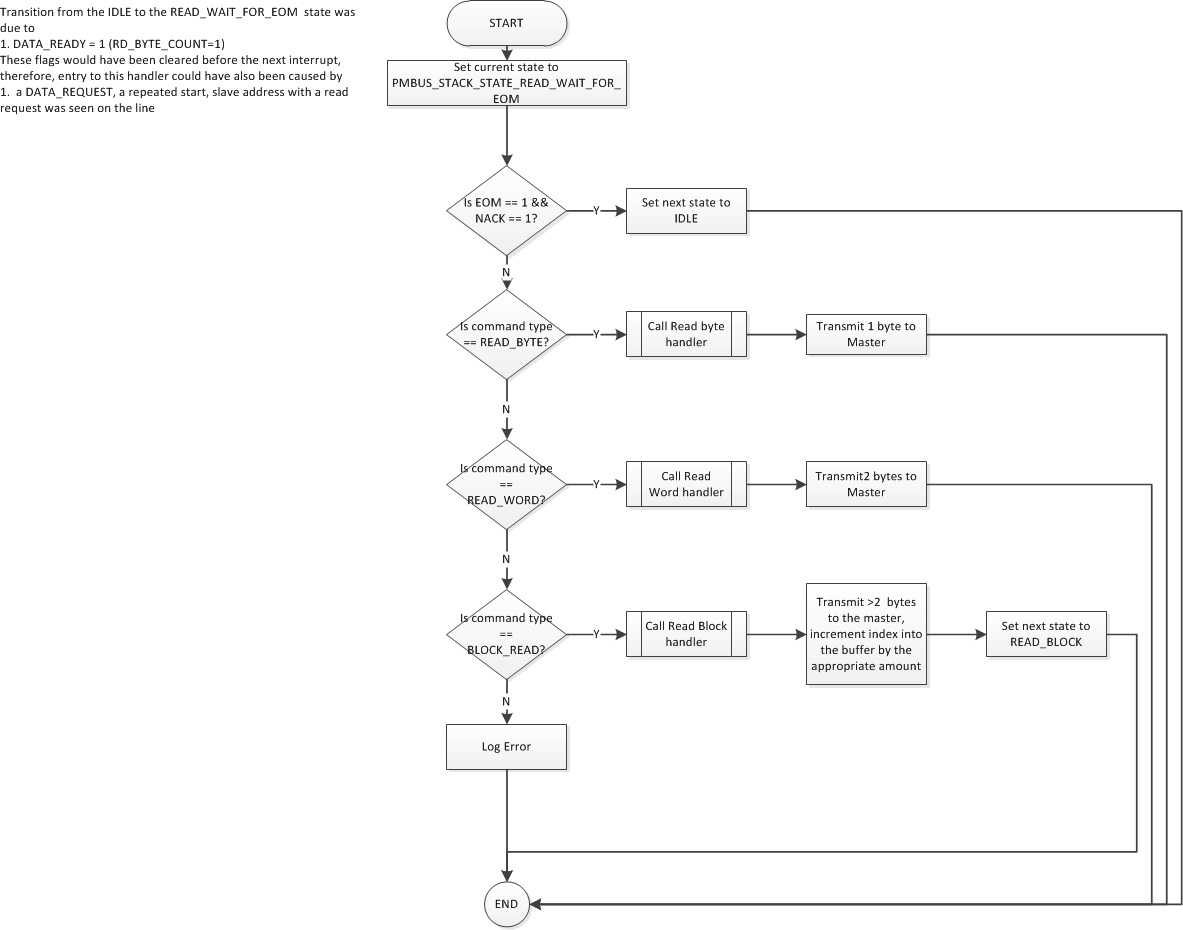 Transition from the IDLE to the READ_WAIT_FOR_EOM  state was
due to
1. DATA_READY = 1 (RD_BYTE_COUNT=1)
These flags would have been cleared before the next interrupt,
therefore, entry to this handler could have also been caused by
1.  a DATA_REQUEST, a repeated start, slave address with a read
request was seen on the line
START
Set current state to
PMBUS_STACK_STATE_READ_WAIT_FOR_
EOM
Is EOM == 1 &&
NACK == 1?
Y
Set next state to
IDLE
N
Is command type
== READ_BYTE?
Y
Call Read byte
handler
Transmit 1 byte to
Master
N
Is command type
==
READ_WORD?
Y
Call Read
Word handler
Transmit2 bytes to
Master
N
Is command type
==
BLOCK_READ?
Y
Call Read Block
handler
Transmit >2  bytes
to the master,
increment index into
the buffer by the
appropriate amount
Set next state to
READ_BLOCK
N
Log Error
END